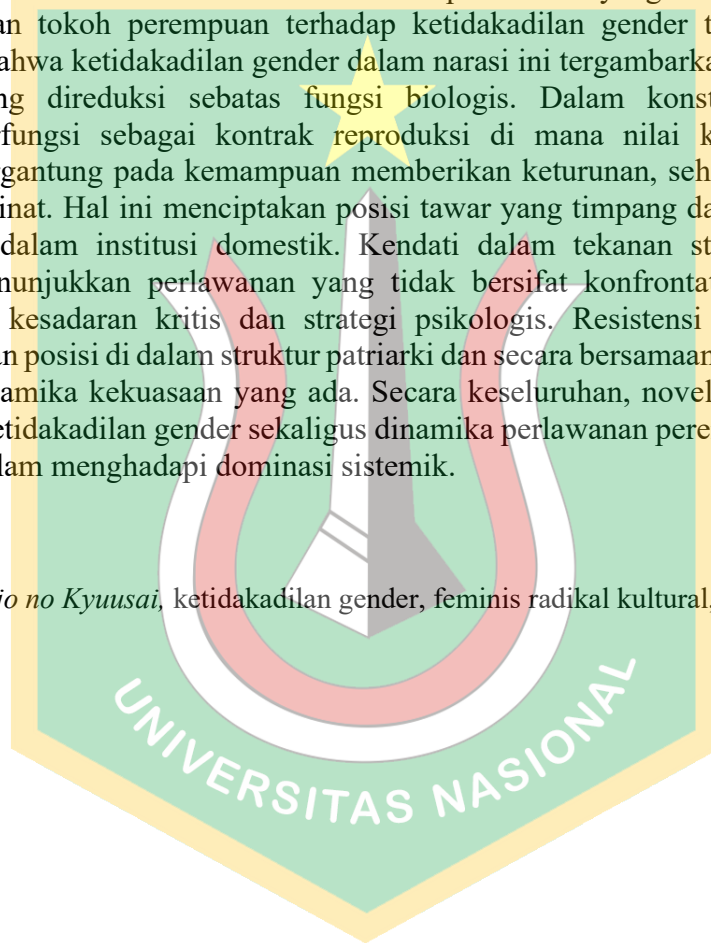 an tokoh perempuan terhadap ketidakadilan gender t
ahwa ketidakadilan gender dalam narasi ini tergambarka
ng direduksi sebatas fungsi biologis. Dalam konst
rfungsi sebagai kontrak reproduksi di mana nilai k
rgantung pada kemampuan memberikan keturunan, seh
inat. Hal ini menciptakan posisi tawar yang timpang da
dalam institusi domestik. Kendati dalam tekanan st
nunjukkan perlawanan yang tidak bersifat konfrontat
kesadaran kritis dan strategi psikologis. Resistensi
an posisi di dalam struktur patriarki dan secara bersamaan
amika kekuasaan yang ada. Secara keseluruhan, novel
etidakadilan gender sekaligus dinamika perlawanan pere
lam menghadapi dominasi sistemik.
jo no Kyuusai, ketidakadilan gender, feminis radikal kultural,
UNIVERSITAS NASIONAL